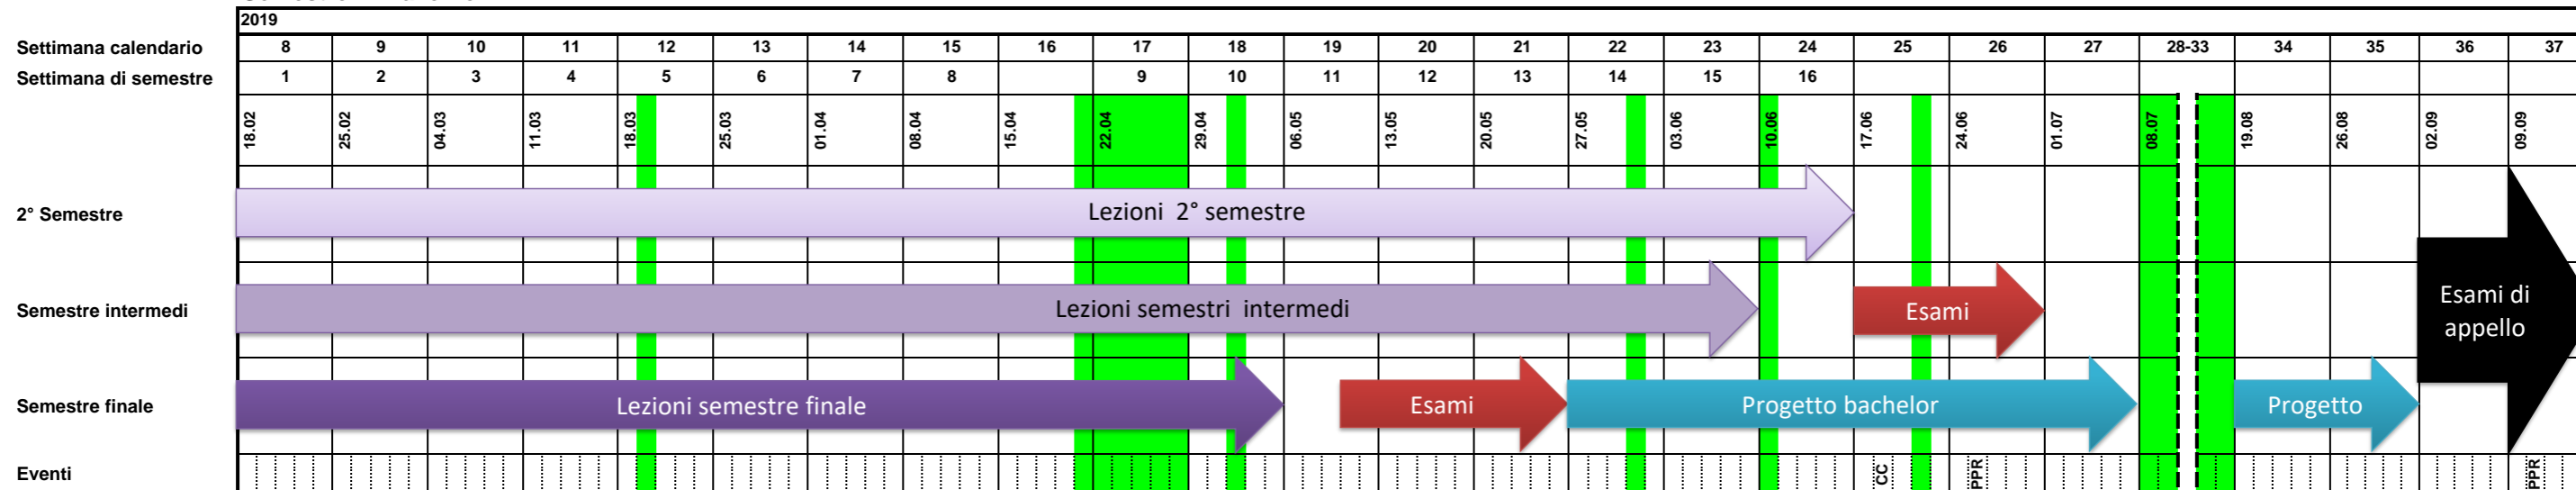 2019
Settimana calendario 8 9 10 11 12 13 14 15 16 17 18 19 20 21 22 23 24 25 26 27 28-33 34 35 36 37
Settimana di semestre 1 2 3 4 5 6 7 8 9 10 11 12 13 14 15 16
18.02 25.02 04.03 11.03 18.03 25.03 01.04 08.04 15.04 22.04 29.04 06.05 13.05 20.05 27.05 03.06 10.06 17.06 24.06 01.07 08.07 19.08 26.08 02.09 09.09
2° Semestre Lezioni 2° semestre
Semestre intermedi Lezioni semestri intermedi Esami
Esami di
appello
Semestre finale Lezioni semestre finale Esami Progetto bachelor Progetto
Eventi CC PPR PPR